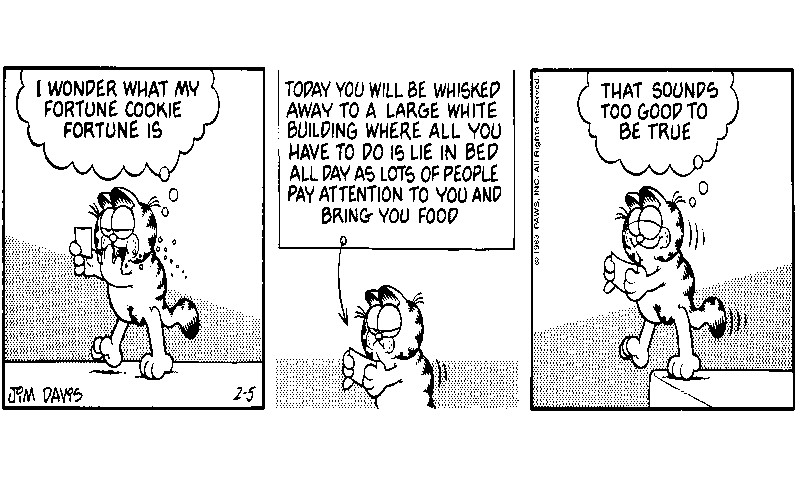 I WONDER WHAT MY
FORTUNE COOKIE
FORTUNE IS
JIM DAVIS
2-5
TODAY YOU WILL BE WHISKED
AWAY TO A LARGE WHITE
BUILDING WHERE ALL YOU
HAVE TO DO IS LIE IN BED
ALL DAY AS LOTS OF PEOPLE
PAY ATTENTION TO YOU AND
BRING YOU FOOD
PAWS, INC. All Rights Reserved.
THAT SOUNDS
TOO GOOD TO
BE TRUE